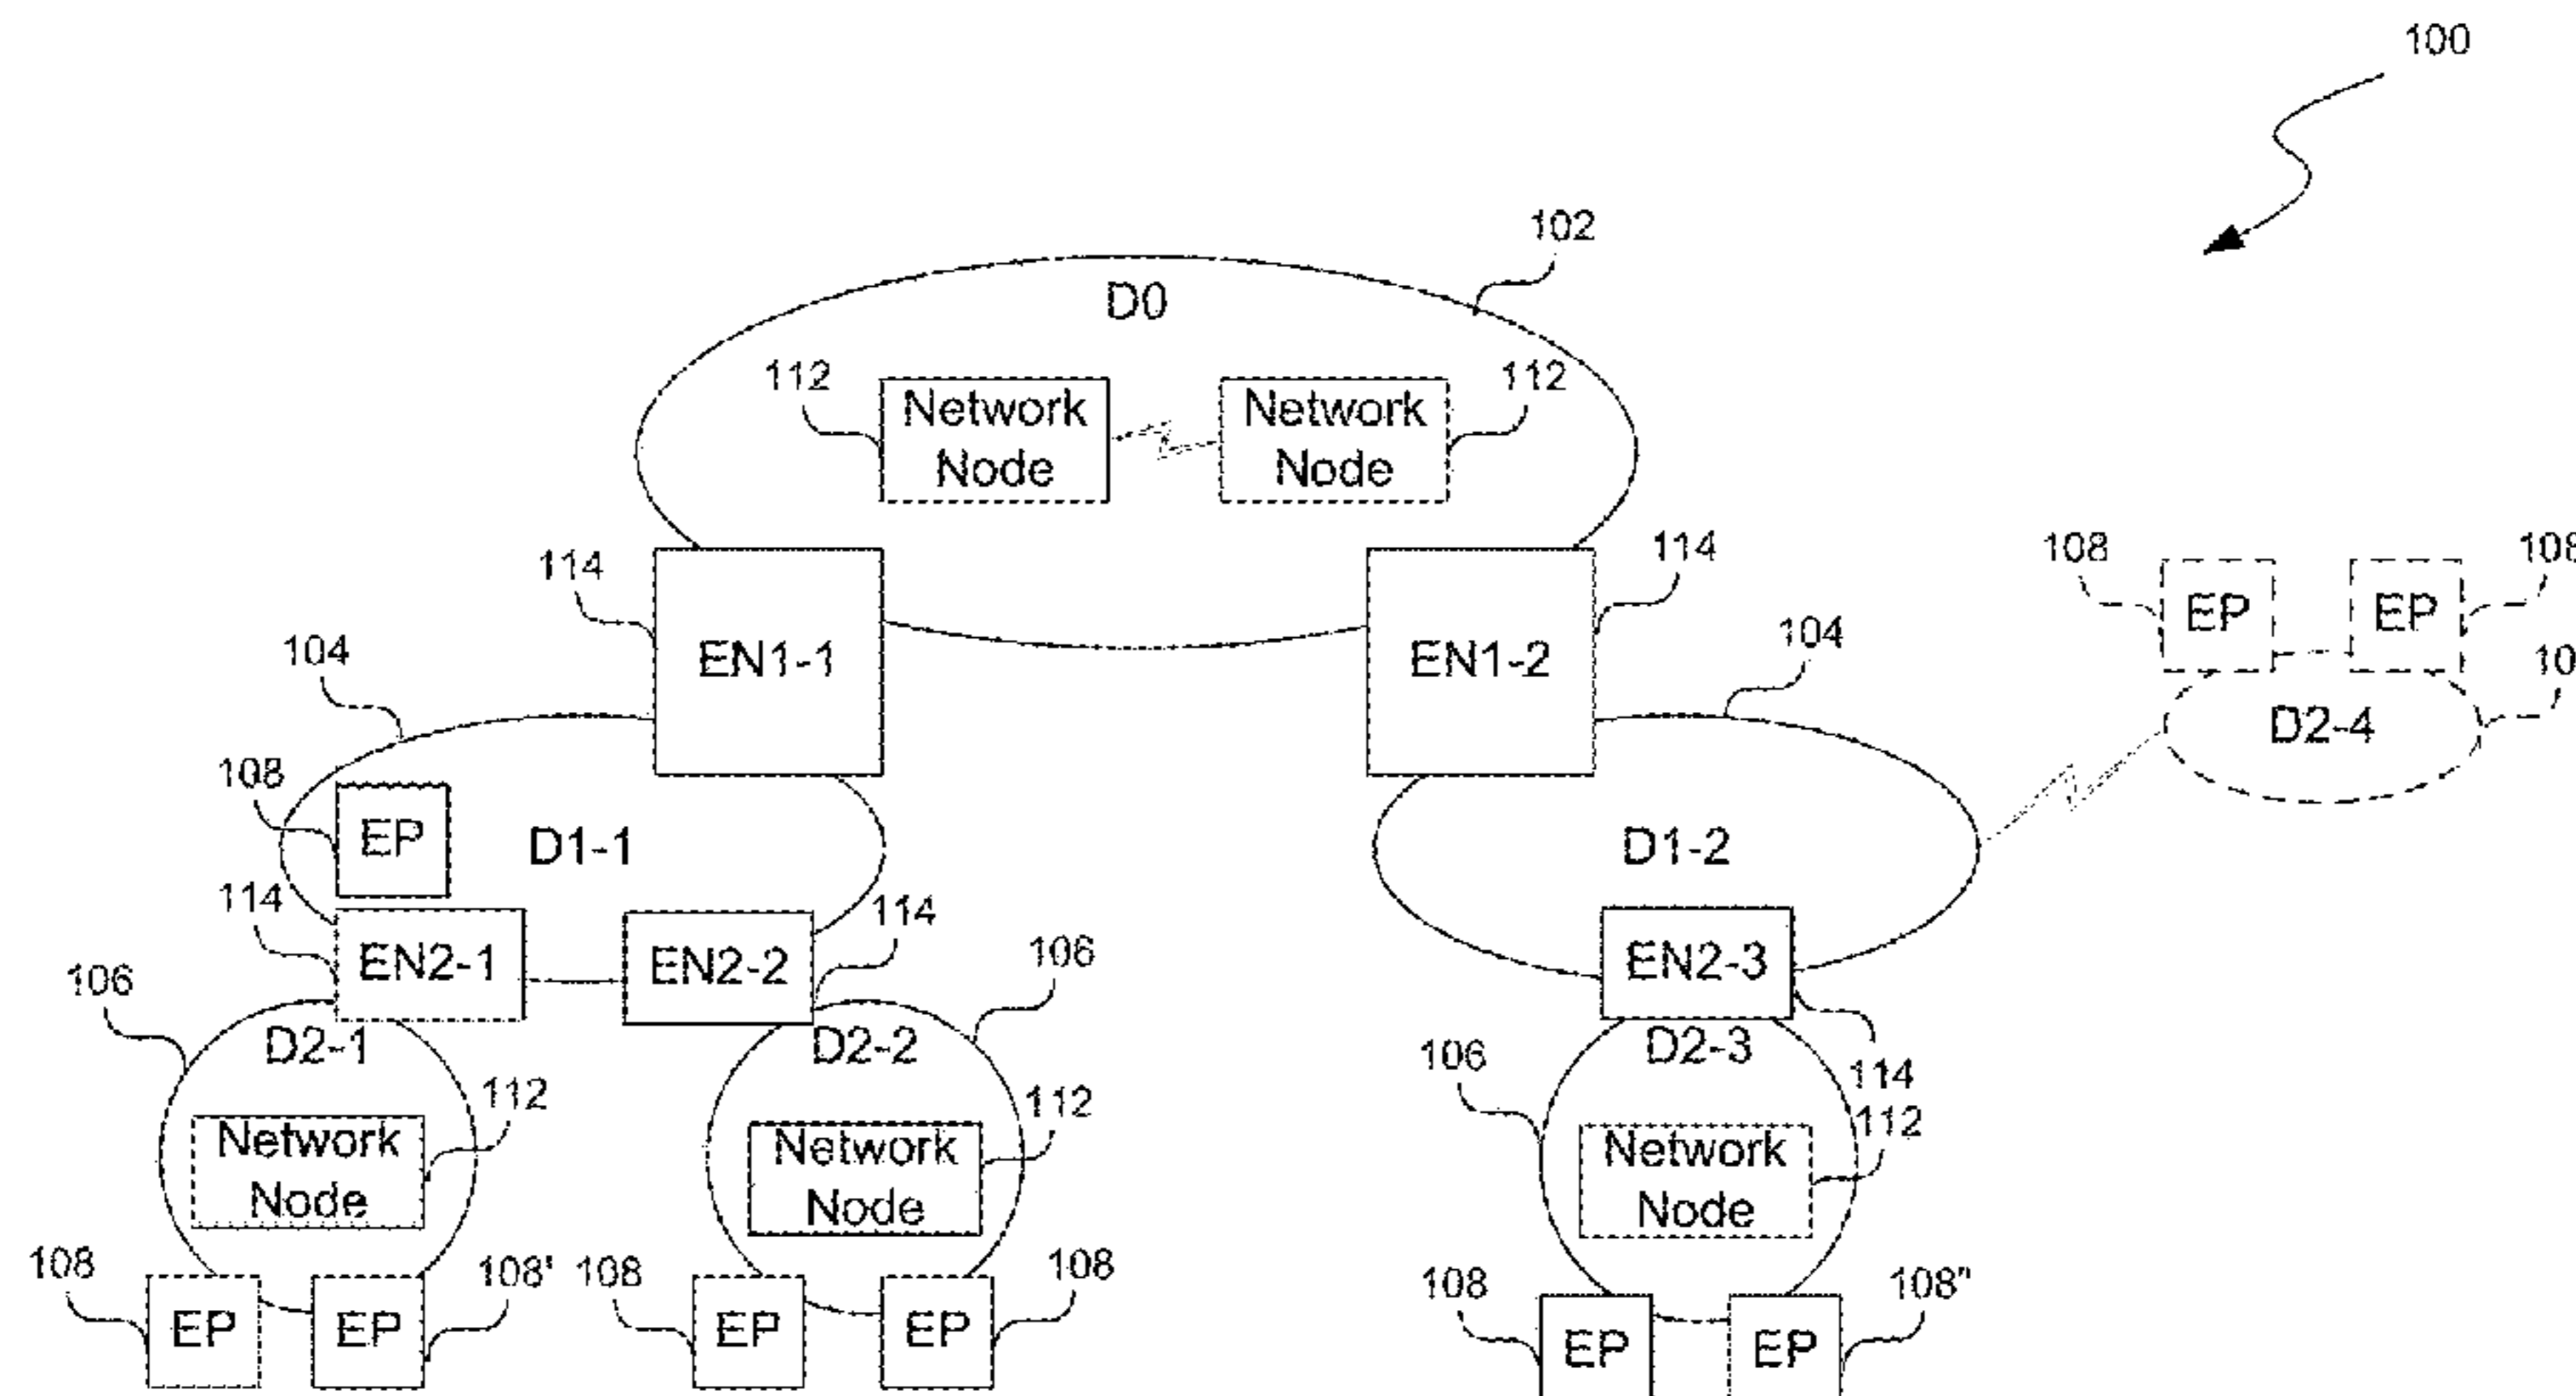 100
102
D0
112
Network
Node
Network
Node
112
114
EN1-1
EN1-2
114
108
EP
EP
108
10
D2-4
104
104
108
EP
D1-1
D1-2
114
EN2-1
EN2-2
114
EN2-3
114
106
D2-1
D2-2
106
D2-3
106
Network
Node
112
Network
Node
112
Network
Node
112
108
EP
EP
108'
108
EP
EP
108
108
EP
EP
108"